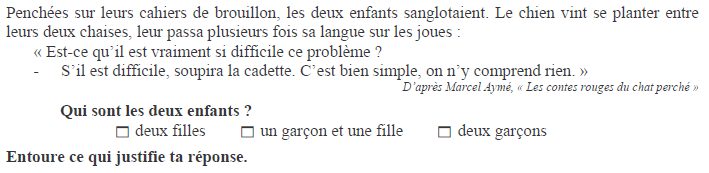 Penchées sur leurs cahiers de brouillon, les deux enfants sanglotaient. Le chien vint se planter entre
leurs deux chaises, leur passa plusieurs fois sa langue sur les joues :
« Est-ce qu'il est vraiment si difficile ce problème ?
- S'il est difficile, soupira la cadette. C'est bien simple, on n'y comprend rien. »
D'après Marcel Aymé, « Les contes rouges du chat perché »
Qui sont les deux enfants ?
☐ deux filles ☐ un garçon et une fille ☐ deux garçons
Entoure ce qui justifie ta réponse.